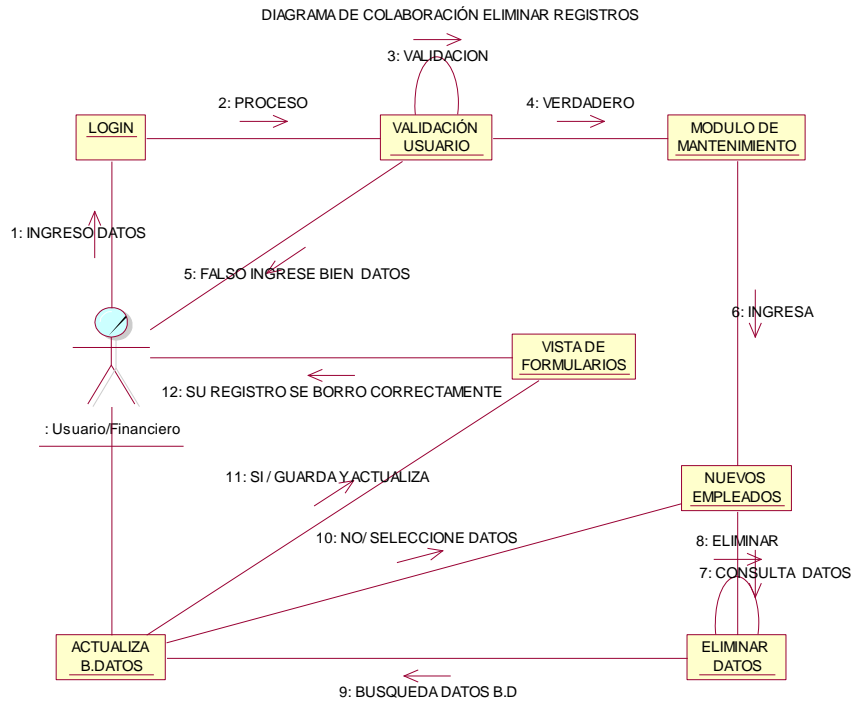 DIAGRAMA DE COLABORACIÓN ELIMINAR REGISTROS
3: VALIDACION
2: PROCESO
4: VERDADERO
LOGIN
VALIDACIÓN
USUARIO
MODULO DE
MANTENIMIENTO
1: INGRESO DATOS
5: FALSO INGRESE BIEN DATOS
6: INGRESA
VISTA DE
FORMULARIOS
12: SU REGISTRO SE BORRO CORRECTAMENTE
: Usuario/Financiero
11: SI / GUARDA Y ACTUALIZA
NUEVOS
EMPLEADOS
10: NO/ SELECCIONE DATOS
8: ELIMINAR
7: CONSULTA DATOS
ACTUALIZA
B.DATOS
ELIMINAR
DATOS
9: BUSQUEDA DATOS B.D